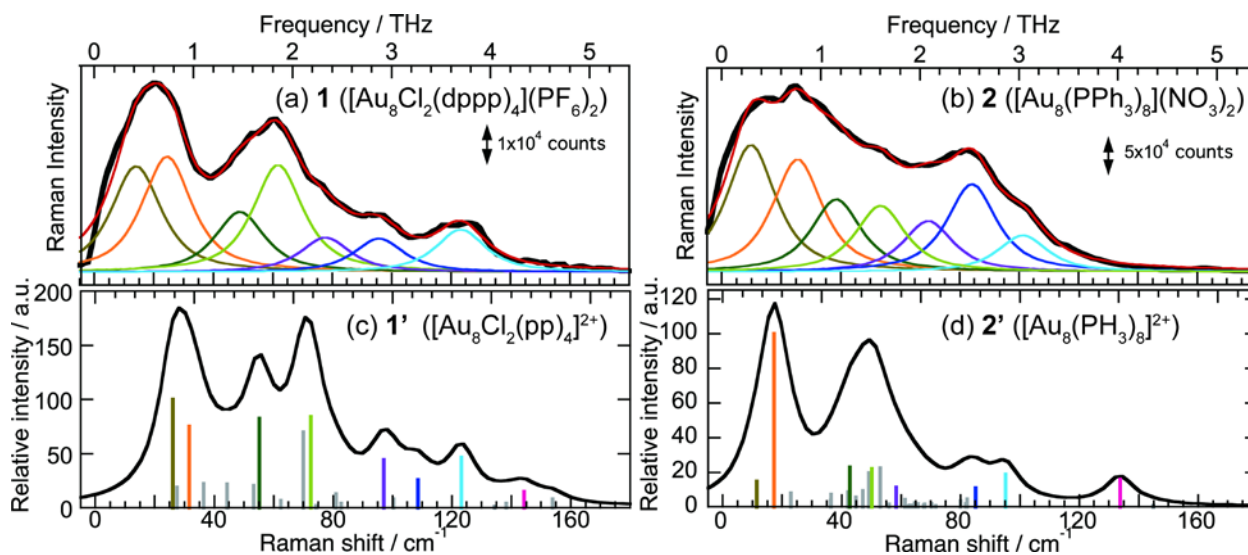 Frequency / THz
0 1 2 3 4 5
Raman Intensity
(a) 1 ([Au8Cl2(dppp)4](PF6)2)
1x10⁴ counts
Frequency / THz
0 1 2 3 4 5
Raman Intensity
(b) 2 ([Au8(PPh3)8](NO3)2)
5x10⁴ counts
Relative intensity / a.u.
200
150
100
50
0
(c) 1’ ([Au8Cl2(pp)4]²⁺)
0 40 80 120 160
Raman shift / cm⁻¹
Relative intensity / a.u.
120
100
80
60
40
20
0
(d) 2’ ([Au8(PH3)8]²⁺)
0 40 80 120 160
Raman shift / cm⁻¹